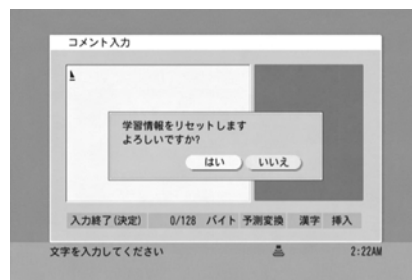 コメント入力
学習情報をリセットします
よろしいですか?
はい いいえ
入力終了(決定) 0/128 バイト 予測変換 漢字 挿入
文字を入力してください 2:22AM